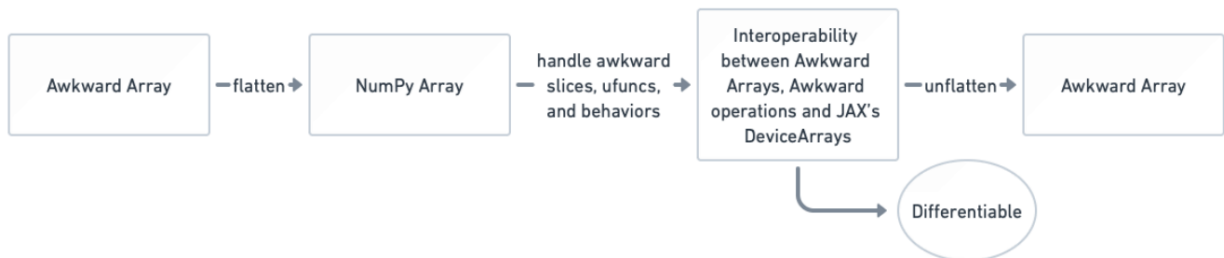 Awkward Array
flatten
NumPy Array
handle awkward
slices, ufuncs,
and behaviors
Interoperability
between Awkward
Arrays, Awkward
operations and JAX's
DeviceArrays
unflatten
Awkward Array
Differentiable